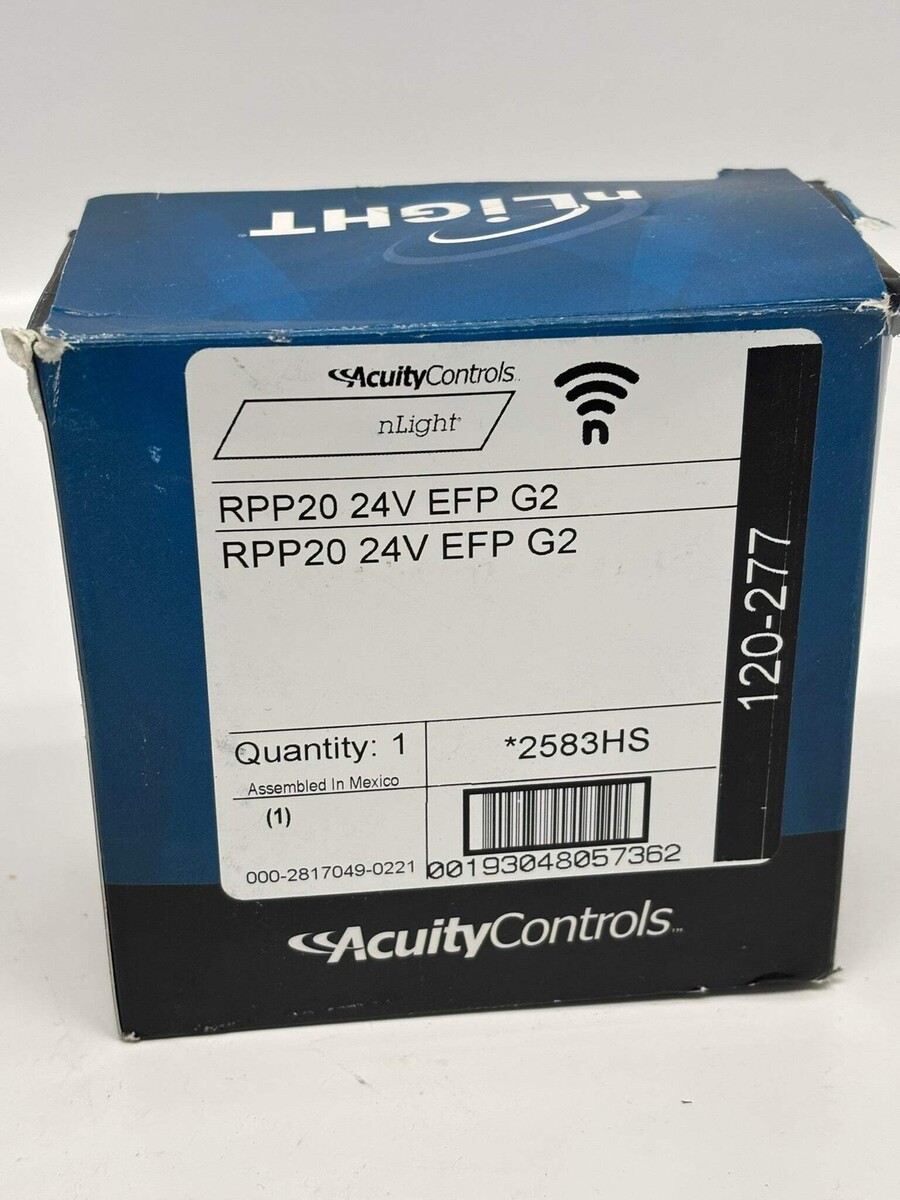 nLiGHT
AcuityControls.
nLight®
n
RPP20 24V EFP G2
RPP20 24V EFP G2
120-277
Quantity: 1
*2583HS
Assembled In Mexico
(1)
000-2817049-0221
00193048057362
AcuityControls™